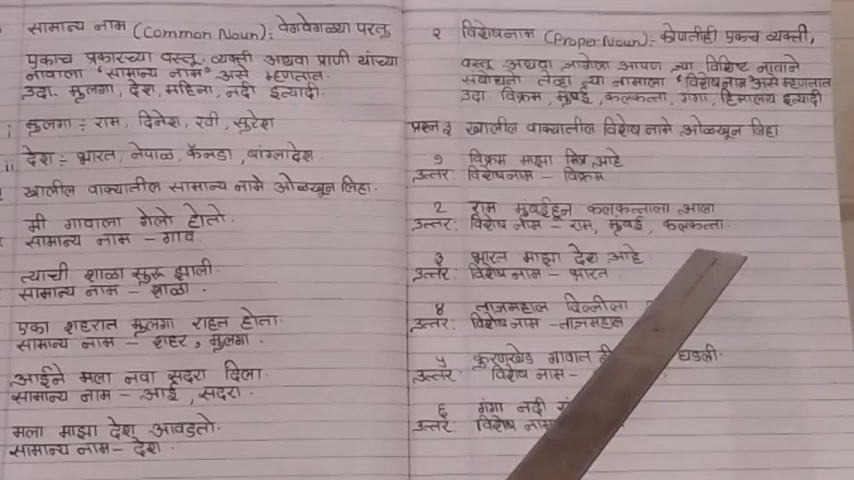 सामान्य नाम (Common Noun): वेगवेगळ्या परंतु
एकाच प्रकारच्या वस्तू, व्यक्ती अथवा प्राणी यांच्या
नावाला 'सामान्य नाम' असे म्हणतात
उदा. मुलगा, देश, महिना, नदी इत्यादी.
i मुलगा :- राम, दिनेश, रवी, सुरेश
ii देश :- भारत, नेपाळ, कॅनडा, बांग्लादेश.
खालील वाक्यातील सामान्य नामे ओळखून लिहा.
मी गावाला गेलो होतो.
सामान्य नाम - गाव.
त्याची शाळा सुरू झाली.
सामान्य नाम - शाळा .
एका शहरात मुलगा राहत होता.
सामान्य नाम - शहर, मुलगा .
आईने मला नवा सदरा दिला.
सामान्य नाम - आई, सदरा.
मला माझा देश आवडतो.
सामान्य नाम - देश.
२ विशेषनाम (Proper Noun): कोणतीही एकच व्यक्ती,
वस्तू अथवा जागेला आपण ज्या विशिष्ट नावाने
संबोधतो तेव्हा त्या नामाला 'विशेषनाम' असे म्हणतात
उदा. विक्रम, मुंबई, कलकत्ता, गंगा, हिमालय इत्यादी
प्रश्न खालील वाक्यातील विशेष नामे ओळखून लिहा
१ विक्रम माझा मित्र आहे
उत्तर: विशेषनाम - विक्रम
2 राम मुंबईहून कलकत्ताला आला
उत्तर: विशेष नाम - राम, मुंबई, कलकत्ता.
३ भारत माझा देश आहे.
उत्तर: विशेष नाम - भारत .
४ ताजमहाल दिल्लीला
उत्तर: विशेष नाम - ताजमहाल
५ कुरणखेड गावात घडली.
उत्तर: विशेष नाम -
६ गंगा नदी
उत्तर: विशेष नाम